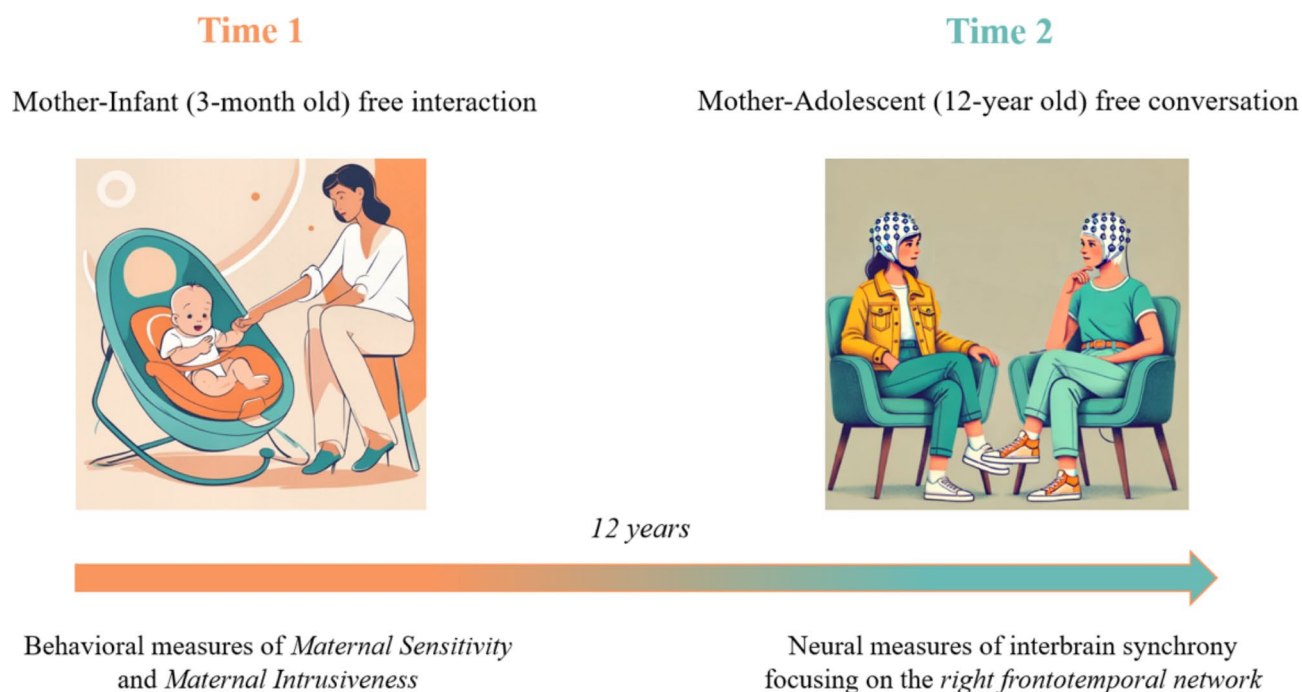 Time 1
Time 2
Mother-Infant (3-month old) free interaction
Mother-Adolescent (12-year old) free conversation
12 years
Behavioral measures of Maternal Sensitivity
and Maternal Intrusiveness
Neural measures of interbrain synchrony
focusing on the right frontotemporal network